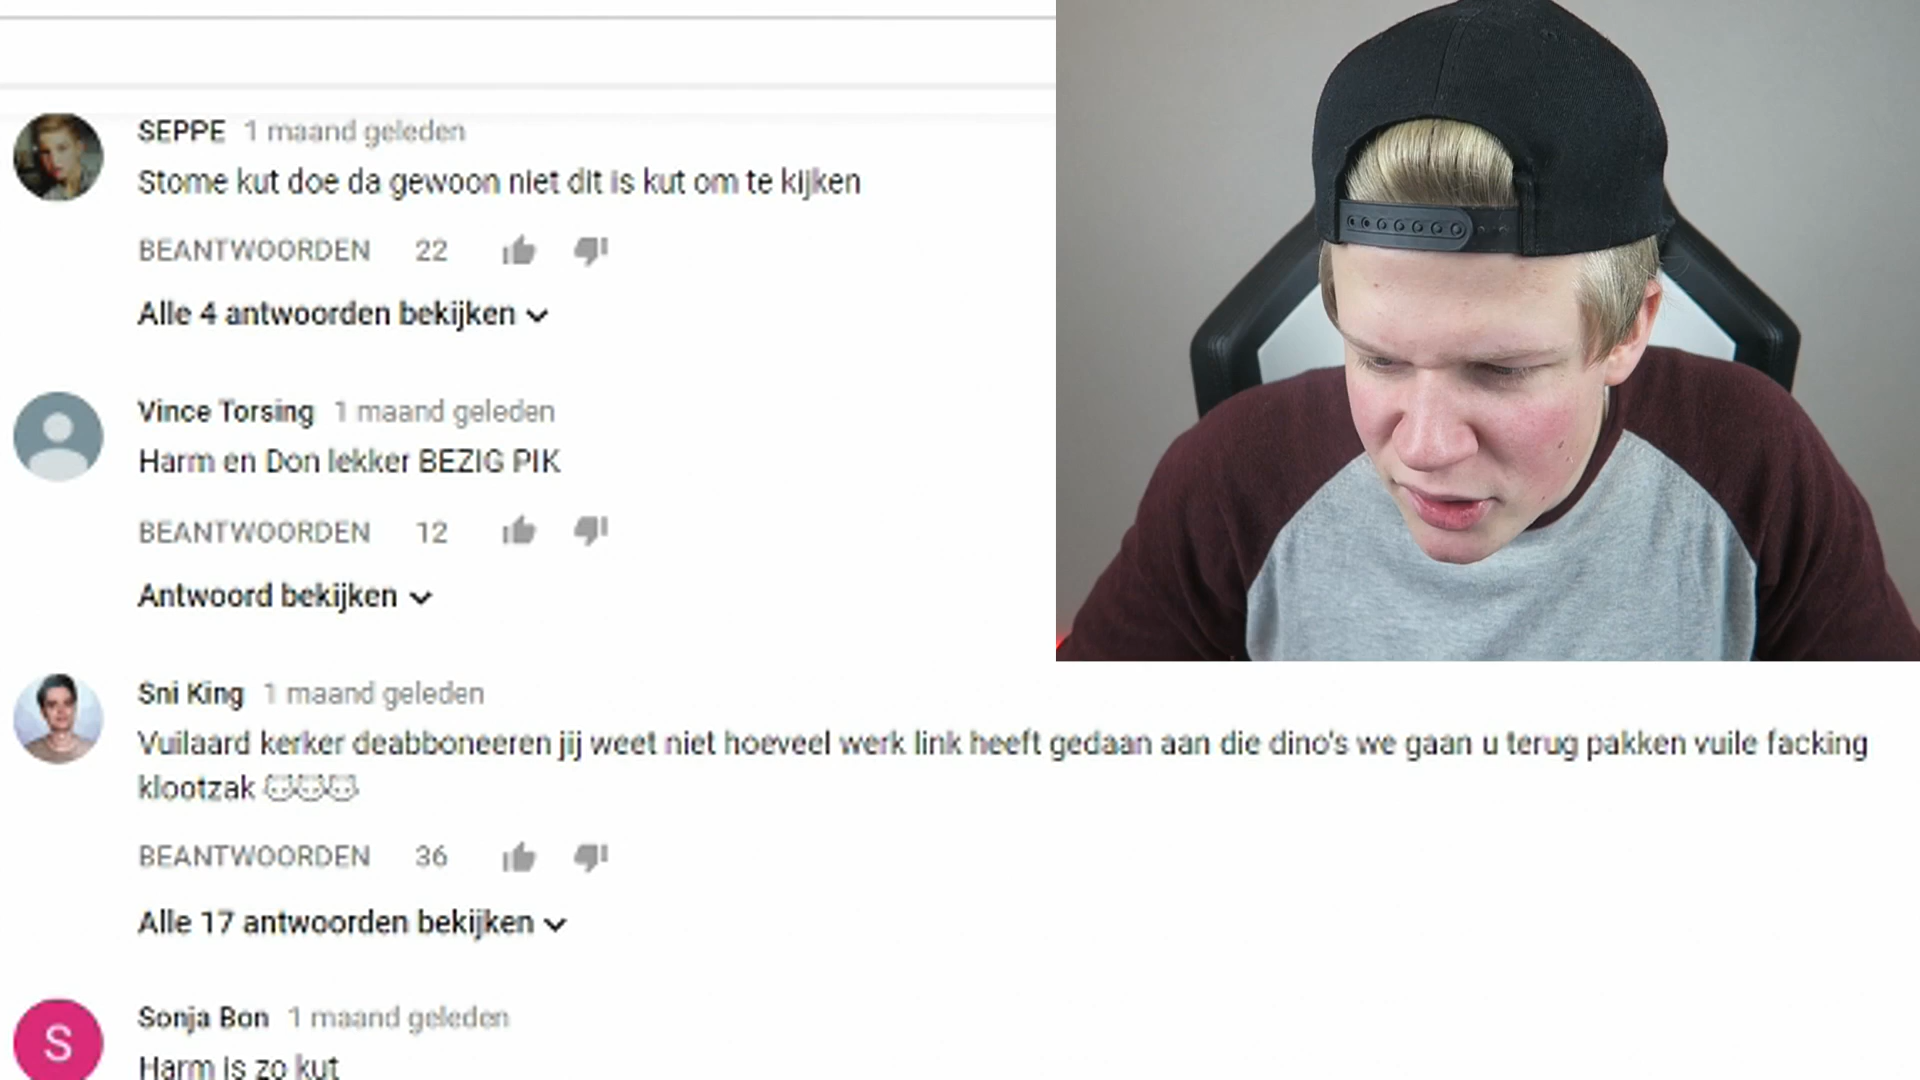 SEPPE 1 maand geleden
Stome kut doe da gewoon niet dit is kut om te kijken
BEANTWOORDEN 22
Alle 4 antwoorden bekijken
Vince Torsing 1 maand geleden
Harm en Don lekker BEZIG PIK
BEANTWOORDEN 12
Antwoord bekijken
Sni King 1 maand geleden
Vuilaard kerker deabboneeren jij weet niet hoeveel werk link heeft gedaan aan die dino's we gaan u terug pakken vuile facking
klootzak 😷😷😷
BEANTWOORDEN 36
Alle 17 antwoorden bekijken
S
Sonja Bon 1 maand geleden
Harm is zo kut